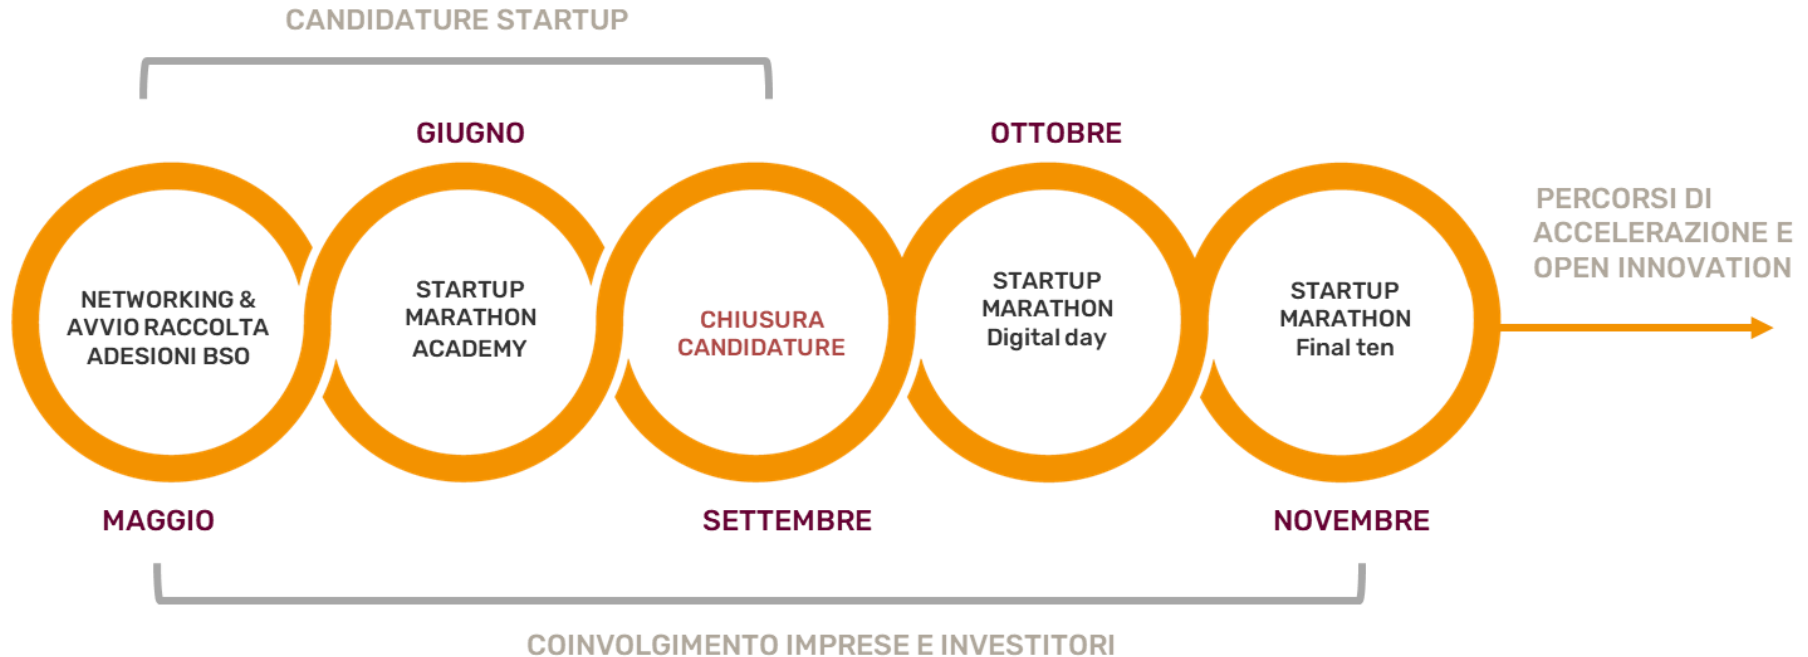 CANDIDATURE STARTUP
GIUGNO
OTTOBRE
NETWORKING &
AVVIO RACCOLTA
ADESIONI BSO
STARTUP
MARATHON
ACADEMY
CHIUSURA
CANDIDATURE
STARTUP
MARATHON
Digital day
STARTUP
MARATHON
Final ten
PERCORSI DI
ACCELERAZIONE E
OPEN INNOVATION
MAGGIO
SETTEMBRE
NOVEMBRE
COINVOLGIMENTO IMPRESE E INVESTITORI